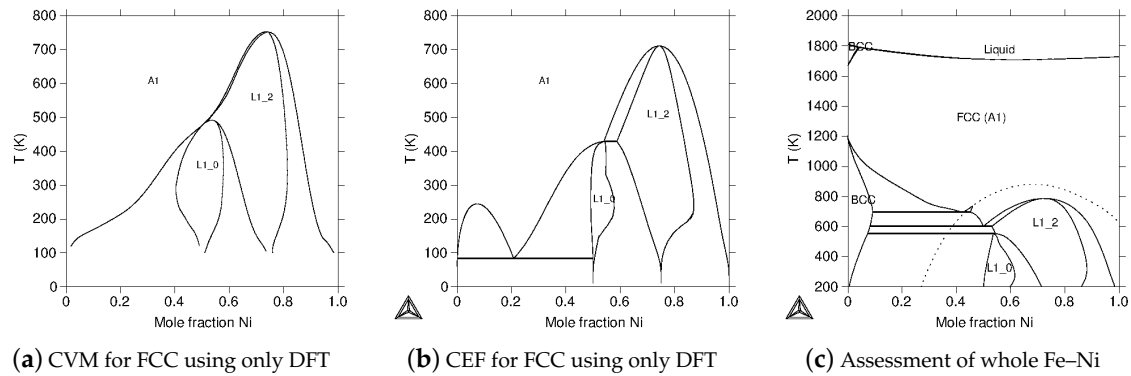 800
700
600
500
400
300
200
100
0
T (K)
A1
L1_2
L1_0
0 0.2 0.4 0.6 0.8 1.0
Mole fraction Ni
(a) CVM for FCC using only DFT
800
700
600
500
400
300
200
100
0
T (K)
A1
L1_2
L1_0
0 0.2 0.4 0.6 0.8 1.0
Mole fraction Ni
(b) CEF for FCC using only DFT
2000
1800
1600
1400
1200
1000
800
600
400
200
T (K)
BCC
Liquid
FCC (A1)
BCC
L1_2
L1_0
0 0.2 0.4 0.6 0.8 1.0
Mole fraction Ni
(c) Assessment of whole Fe–Ni